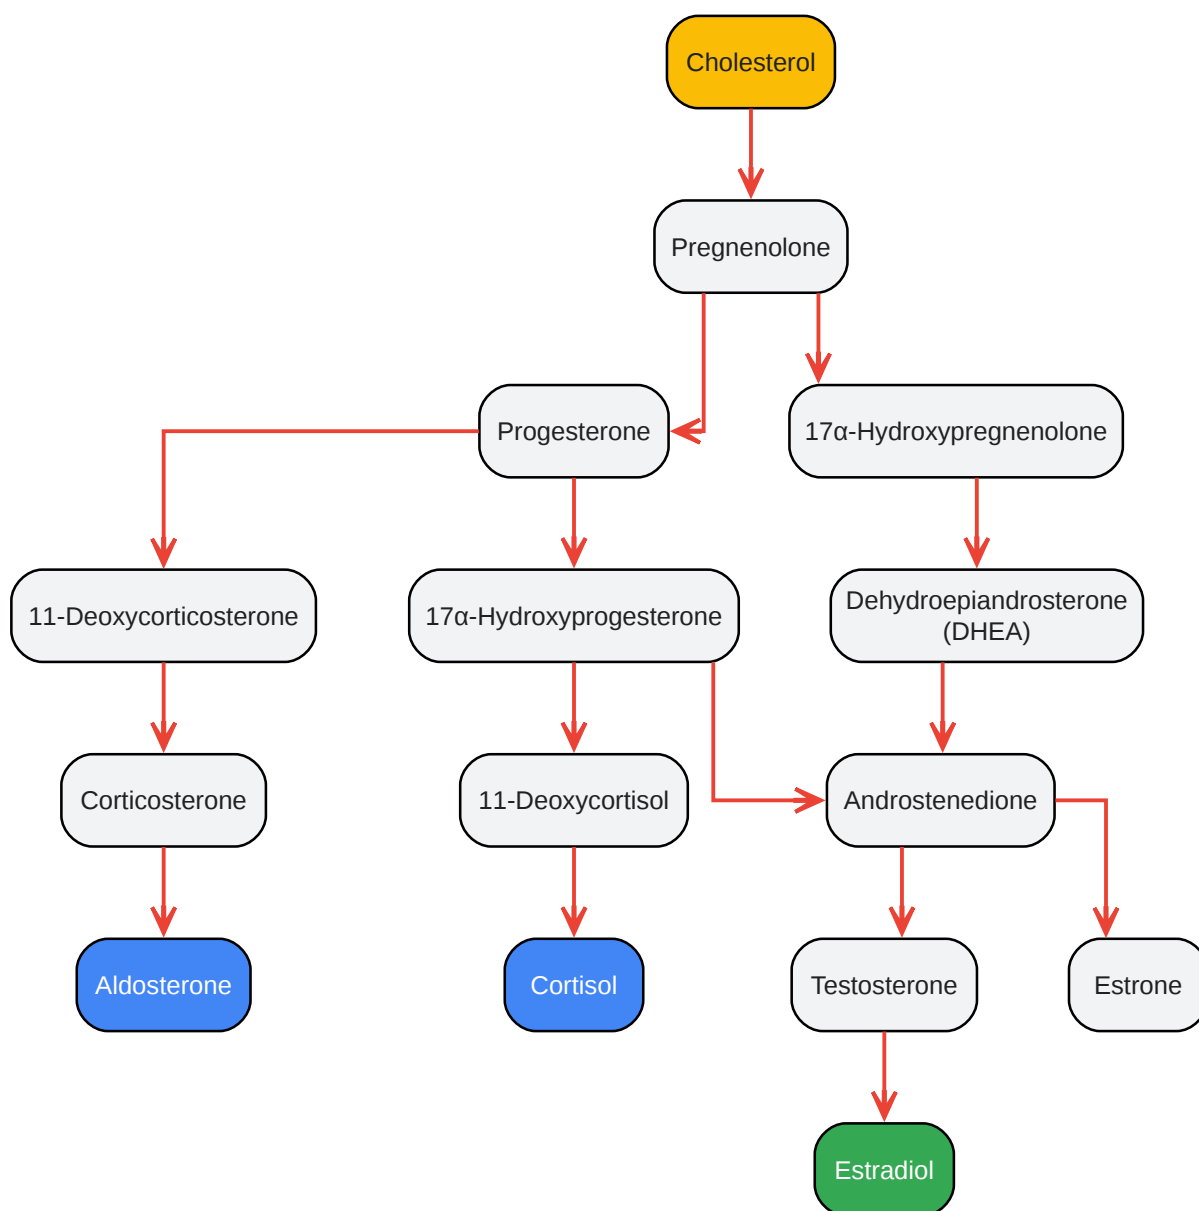 Cholesterol
Pregnenolone
Progesterone
17α-Hydroxypregnenolone
11-Deoxycorticosterone
17α-Hydroxyprogesterone
Dehydroepiandrosterone
(DHEA)
Corticosterone
11-Deoxycortisol
Androstenedione
Aldosterone
Cortisol
Testosterone
Estrone
Estradiol